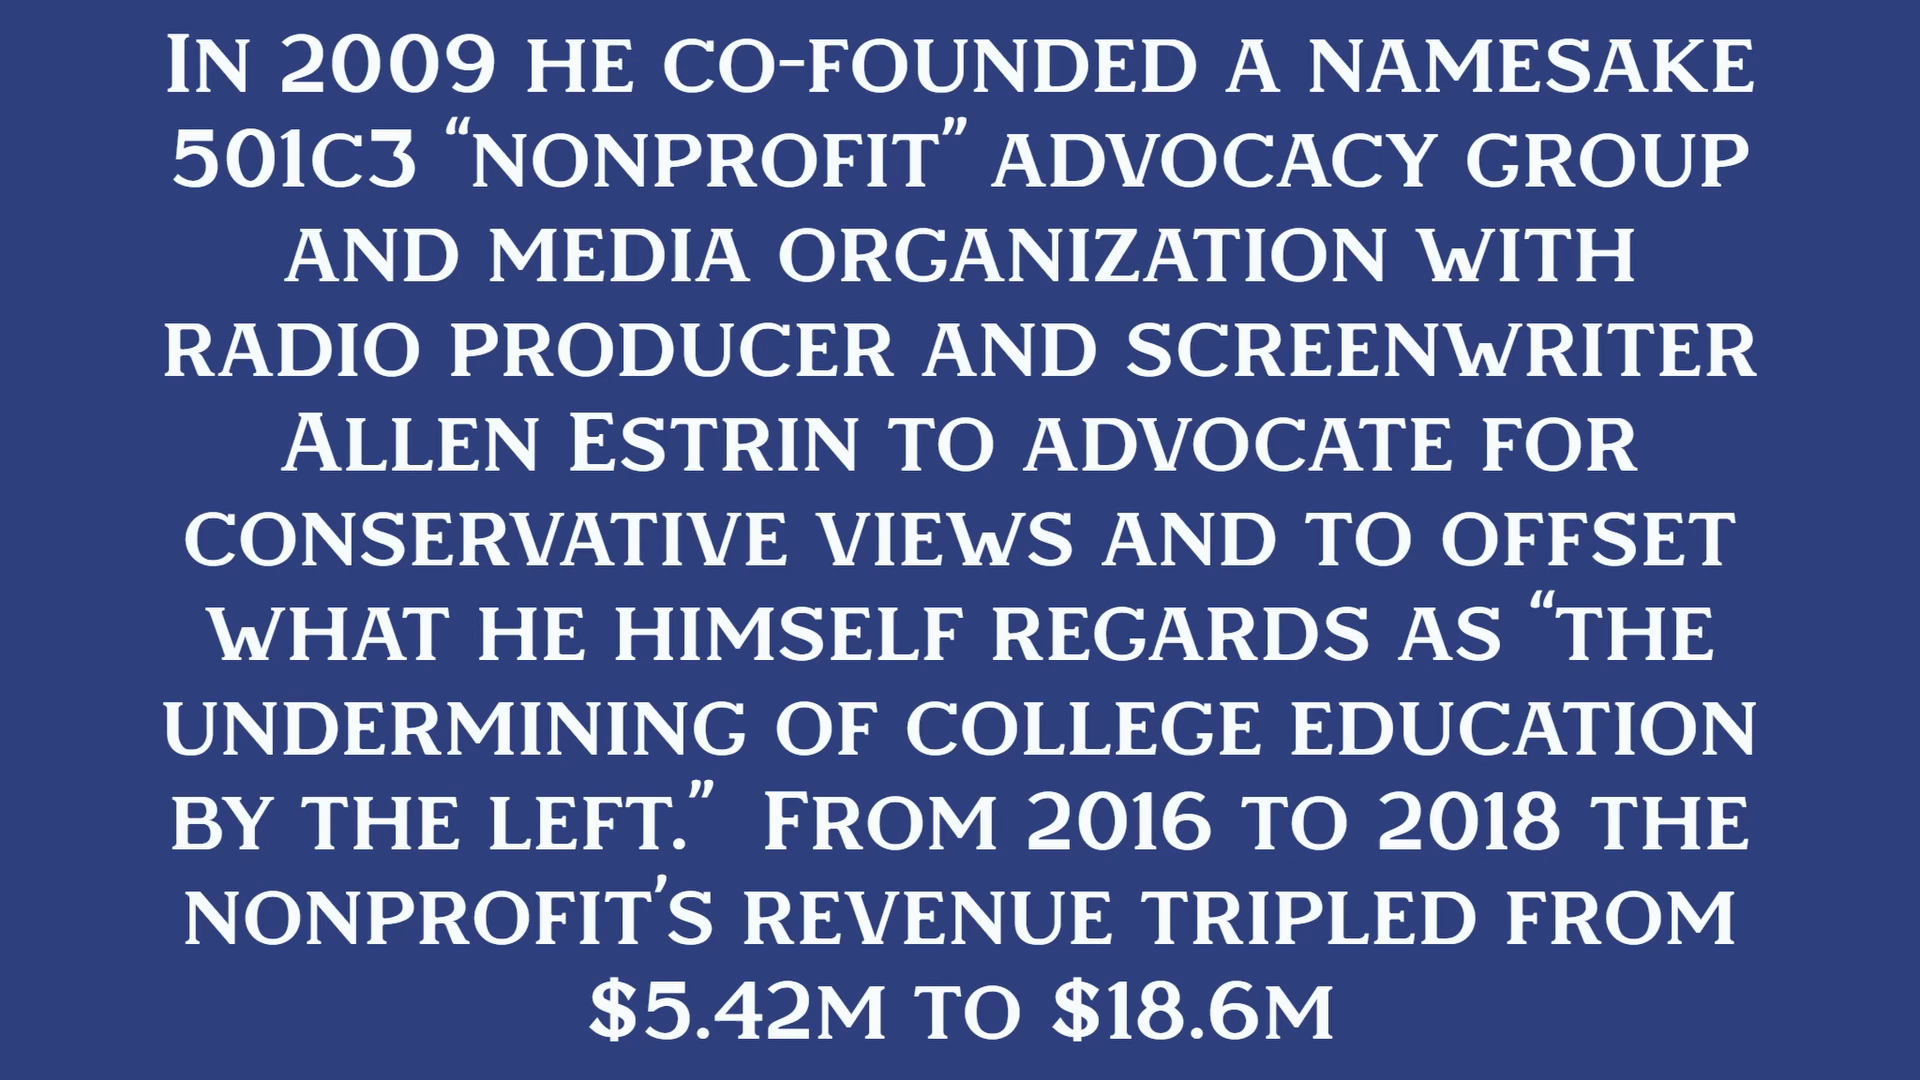 In 2009 he co-founded a namesake
501c3 “nonprofit” advocacy group
and media organization with
radio producer and screenwriter
Allen Estrin to advocate for
conservative views and to offset
what he himself regards as “the
undermining of college education
by the left.”  From 2016 to 2018 the
nonprofit’s revenue tripled from
$5.42m to $18.6m